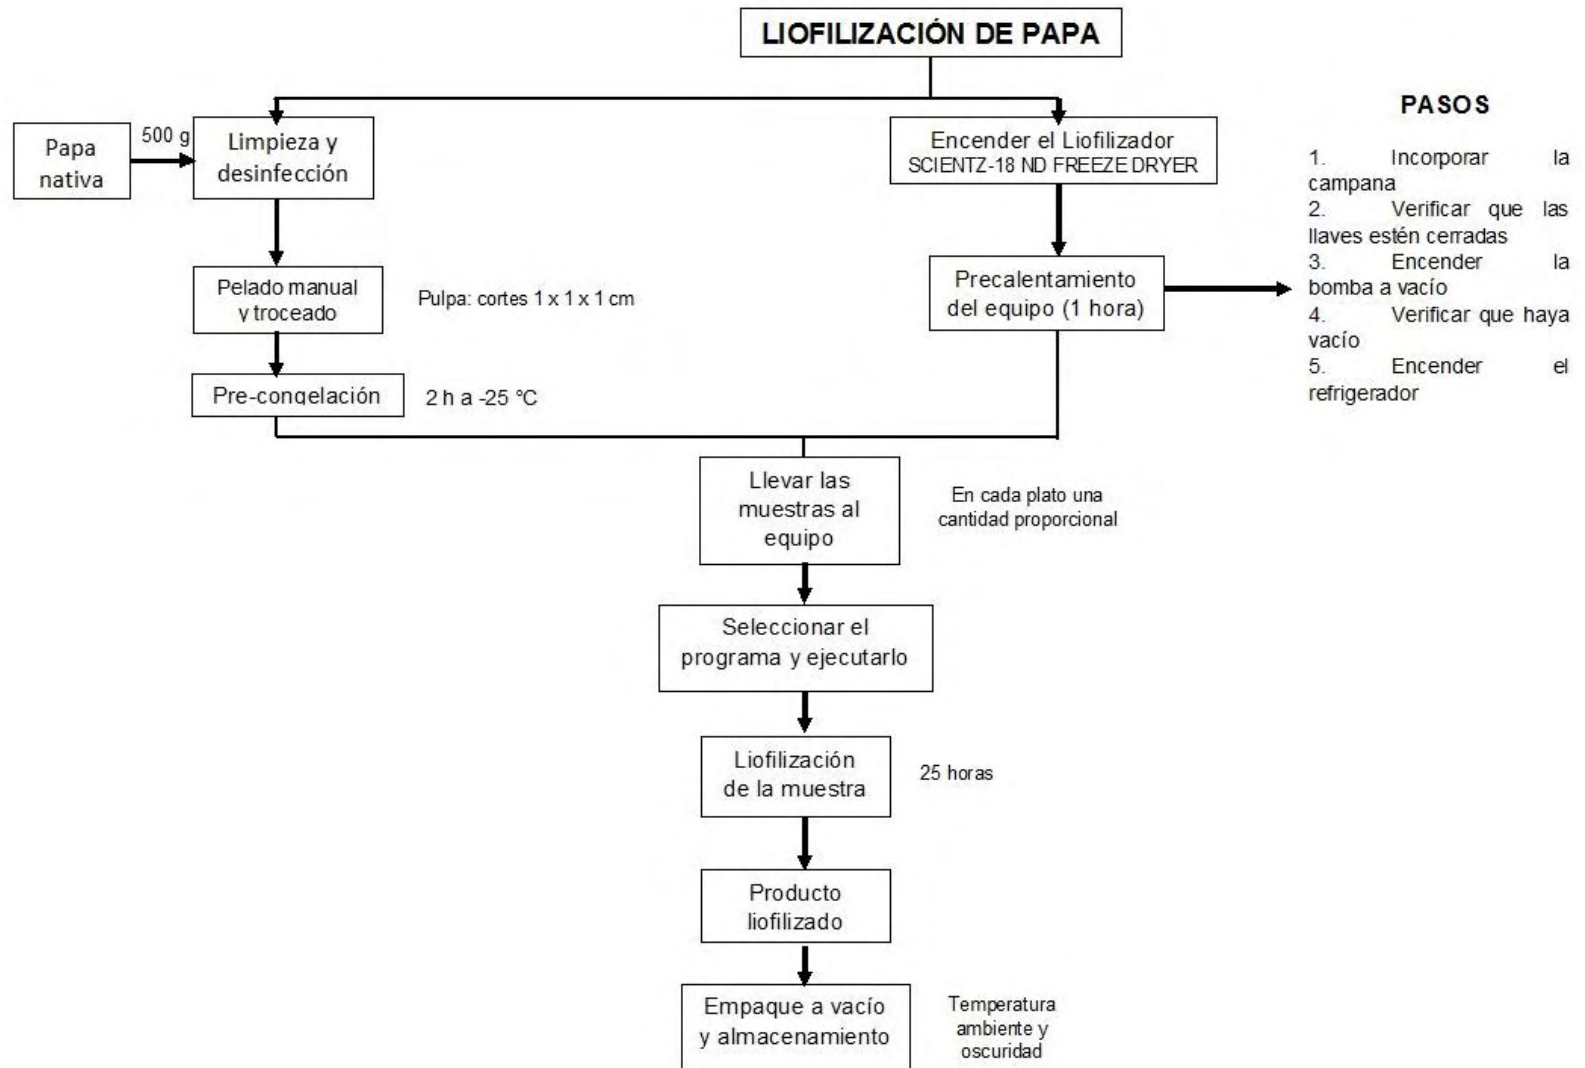 LIOFILIZACIÓN DE PAPA
Papa
nativa
500 g
Limpieza y
desinfección
Pelado manual
y troceado
Pulpa: cortes 1 x 1 x 1 cm
Pre-congelación
2 h a -25 °C
Encender el Liofilizador
SCIENTZ-18 ND FREEZE DRYER
Precalentamiento
del equipo (1 hora)
PASOS
1. Incorporar la
campana
2. Verificar que las
llaves estén cerradas
3. Encender la
bomba a vacío
4. Verificar que haya
vacío
5. Encender el
refrigerador
Llevar las
muestras al
equipo
En cada plato una
cantidad proporcional
Seleccionar el
programa y ejecutarlo
Liofilización
de la muestra
25 horas
Producto
liofilizado
Empaque a vacío
y almacenamiento
Temperatura
ambiente y
oscuridad